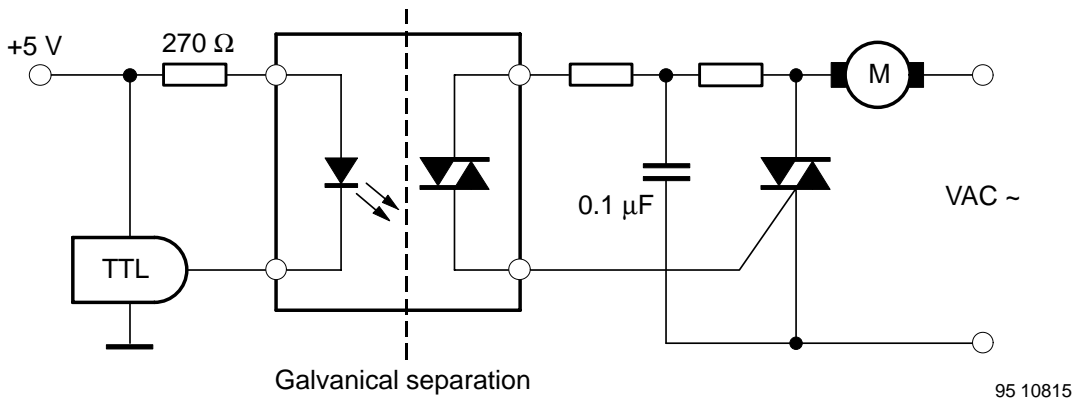 +5 V
270 Ω
M
TTL
0.1 μF
VAC ~
Galvanical separation
95 10815